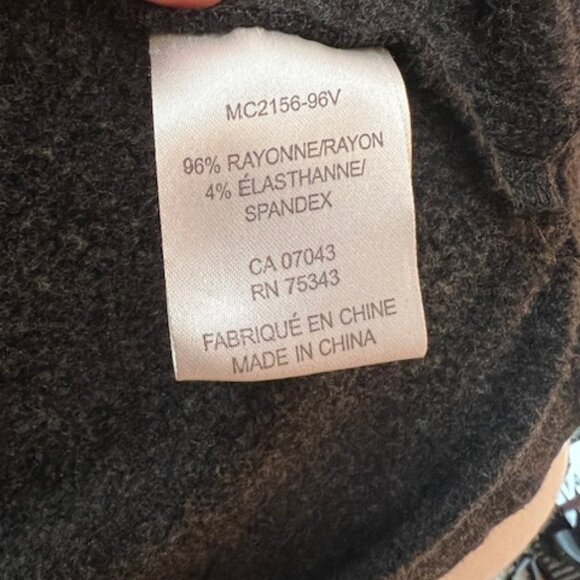 MC2156-96V
96% RAYONNE/RAYON
4% ÉLASTHANNE/
SPANDEX
CA 07043
RN 75343
FABRIQUÉ EN CHINE
MADE IN CHINA